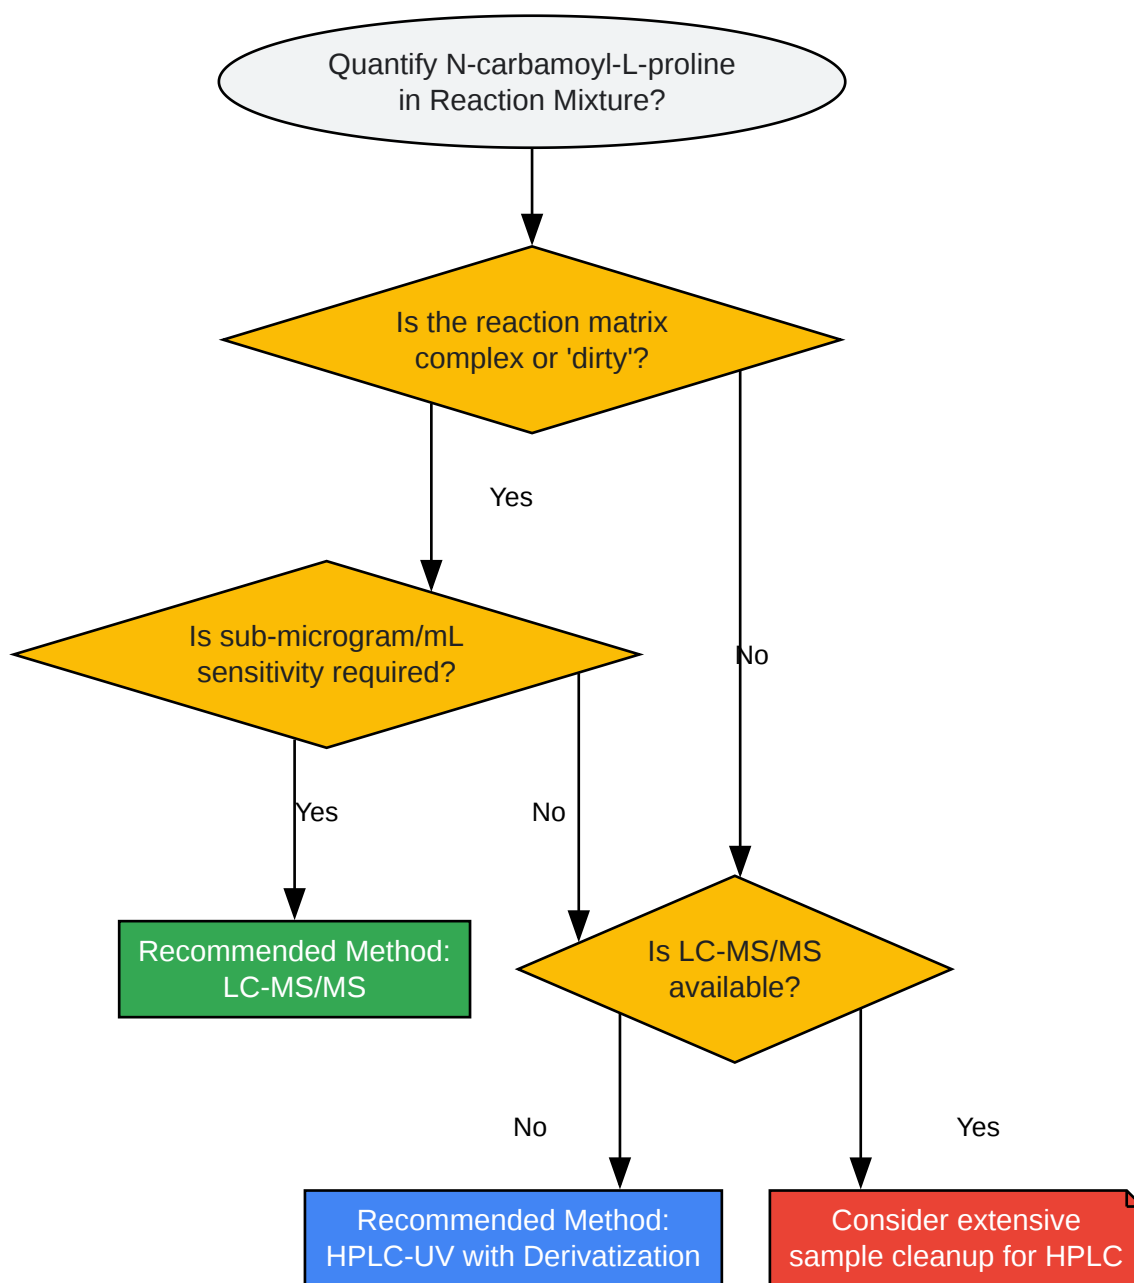 Quantify N-carbamoyl-L-proline
in Reaction Mixture?
Is the reaction matrix
complex or 'dirty'?
Yes
Is sub-microgram/mL
sensitivity required?
No
Yes
No
Recommended Method:
LC-MS/MS
Is LC-MS/MS
available?
No
Yes
Recommended Method:
HPLC-UV with Derivatization
Consider extensive
sample cleanup for HPLC